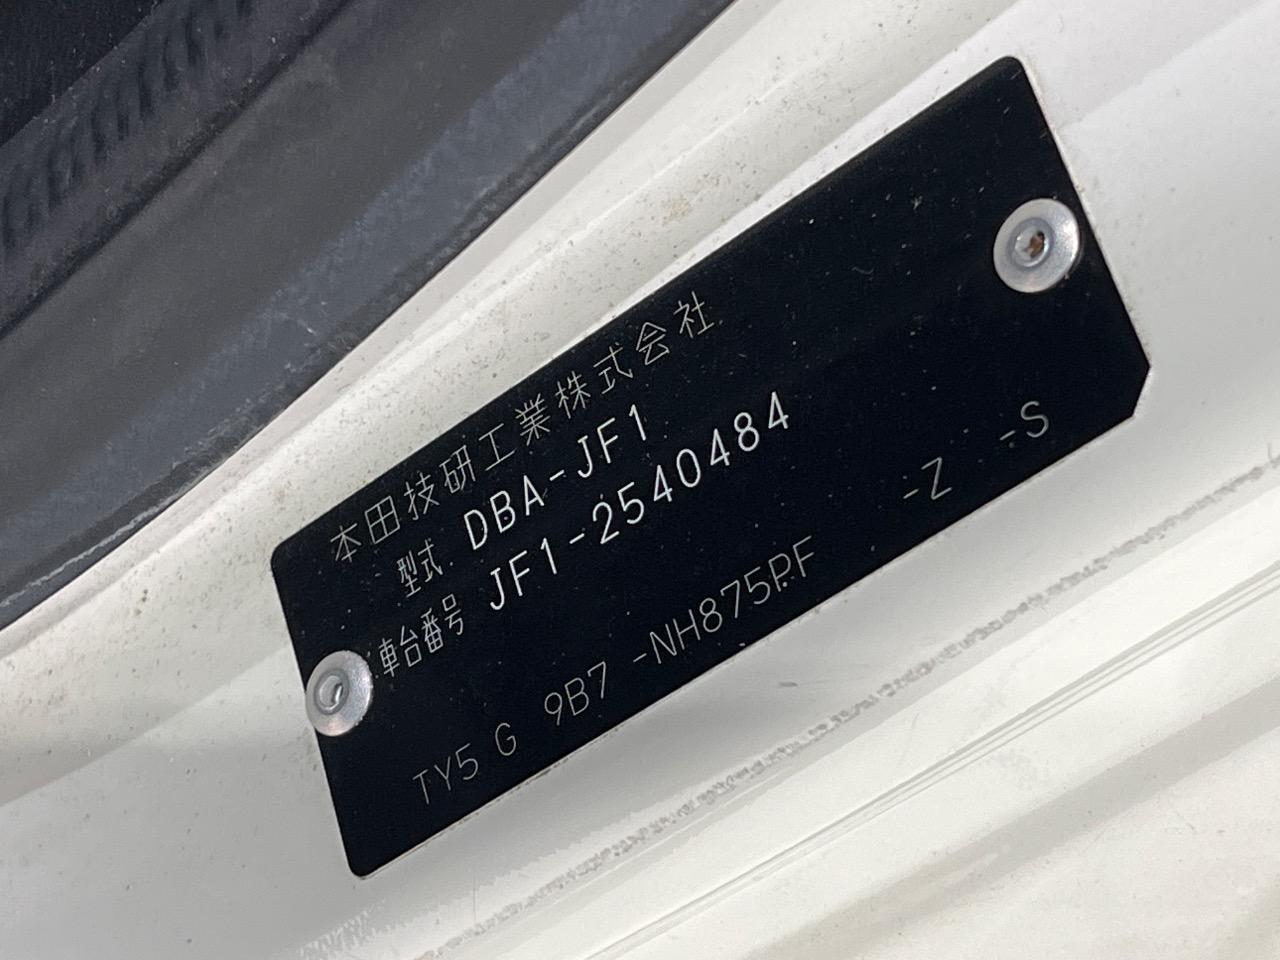 本田技研工業株式会社
型式 DBA-JF1
車台番号 JF1-2540484
TY5 G 9B7 -NH875PF -Z -S